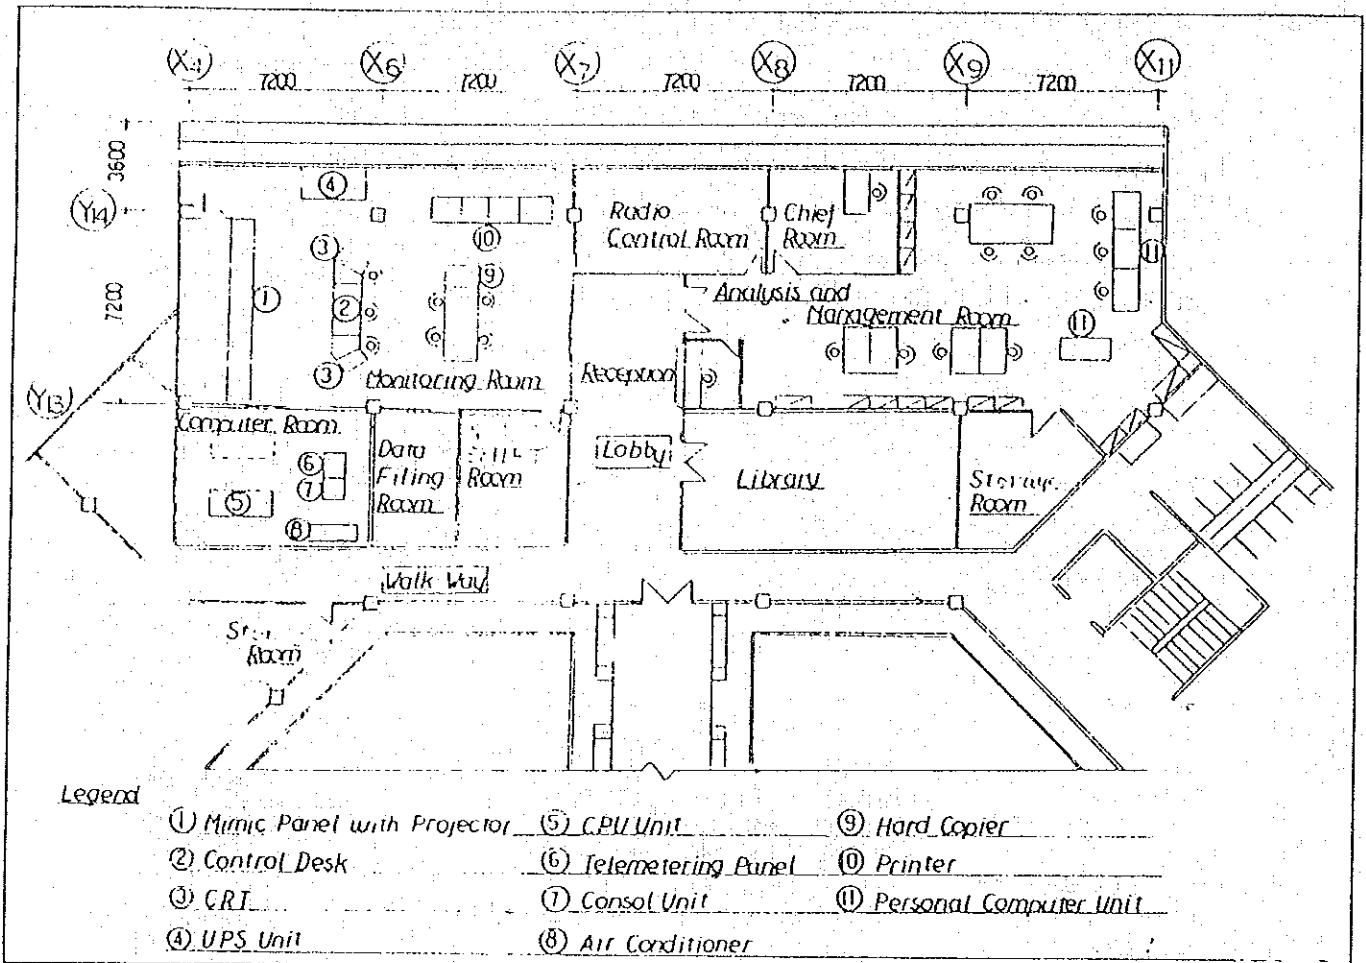 X4 X6 X7 X8 X9 X11
7200 7200 7200 7200 7200
3600
Y14
7200
Y13
4
10
3
9
1
2
3
Monitoring Room
Radio
Control Room
Chief
Room
11
Analysis and
Management Room
11
Reception
Computer Room
6
7
5
8
Data
Filing
Room
Room
Lobby
Library
Storage
Room
Walk Way
Room
Legend
① Mimic Panel with Projector ⑤ CPU Unit ⑨ Hard Copier
② Control Desk ⑥ Telemetering Panel ⑩ Printer
③ CRT ⑦ Consol Unit ⑪ Personal Computer Unit
④ UPS Unit ⑧ Air Conditioner